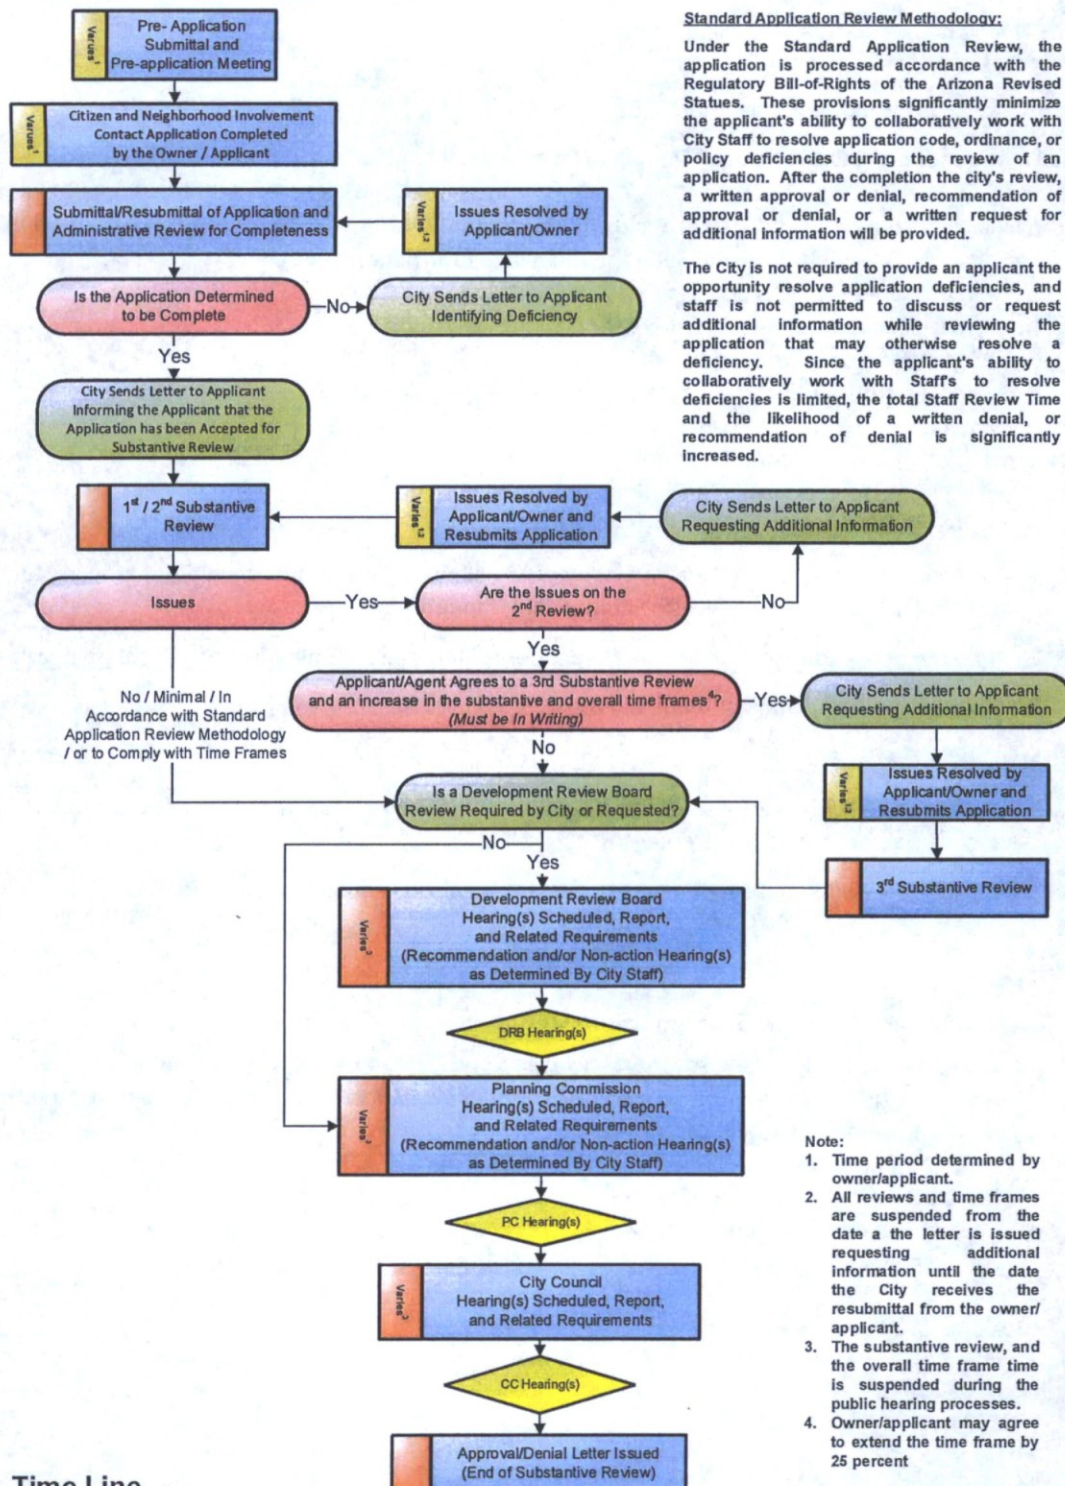 Pre- Application
Submittal and
Pre-application Meeting
Varues¹
Citizen and Neighborhood Involvement
Contact Application Completed
by the Owner / Applicant
Varues¹
Submittal/Resubmittal of Application and
Administrative Review for Completeness
Issues Resolved by
Applicant/Owner
Varies¹,²
Is the Application Determined
to be Complete
No
City Sends Letter to Applicant
Identifying Deficiency
Yes
City Sends Letter to Applicant
Informing the Applicant that the
Application has been Accepted for
Substantive Review
1st / 2nd Substantive
Review
Varies¹,²
Issues Resolved by
Applicant/Owner and
Resubmits Application
City Sends Letter to Applicant
Requesting Additional Information
Issues
Yes
Are the Issues on the
2nd Review?
No
Yes
No / Minimal / In
Accordance with Standard
Application Review Methodology
/ or to Comply with Time Frames
Applicant/Agent Agrees to a 3rd Substantive Review
and an increase in the substantive and overall time frames⁴?
(Must be In Writing)
Yes
City Sends Letter to Applicant
Requesting Additional Information
No
Varies¹,²
Issues Resolved by
Applicant/Owner and
Resubmits Application
Is a Development Review Board
Review Required by City or Requested?
3rd Substantive Review
No
Yes
Varies³
Development Review Board
Hearing(s) Scheduled, Report,
and Related Requirements
(Recommendation and/or Non-action Hearing(s)
as Determined By City Staff)
DRB Hearing(s)
Varies³
Planning Commission
Hearing(s) Scheduled, Report,
and Related Requirements
(Recommendation and/or Non-action Hearing(s)
as Determined By City Staff)
PC Hearing(s)
Varies³
City Council
Hearing(s) Scheduled, Report,
and Related Requirements
CC Hearing(s)
Approval/Denial Letter Issued
(End of Substantive Review)
Standard Application Review Methodology:
Under the Standard Application Review, the
application is processed accordance with the
Regulatory Bill-of-Rights of the Arizona Revised
Statues. These provisions significantly minimize
the applicant's ability to collaboratively work with
City Staff to resolve application code, ordinance, or
policy deficiencies during the review of an
application. After the completion the city's review,
a written approval or denial, recommendation of
approval or denial, or a written request for
additional information will be provided.
The City is not required to provide an applicant the
opportunity resolve application deficiencies, and
staff is not permitted to discuss or request
additional information while reviewing the
application that may otherwise resolve a
deficiency. Since the applicant's ability to
collaboratively work with Staff's to resolve
deficiencies is limited, the total Staff Review Time
and the likelihood of a written denial, or
recommendation of denial is significantly
increased.
Note:
1. Time period determined by
owner/applicant.
2. All reviews and time frames
are suspended from the
date a the letter is issued
requesting additional
information until the date
the City receives the
resubmittal from the owner/
applicant.
3. The substantive review, and
the overall time frame time
is suspended during the
public hearing processes.
4. Owner/applicant may agree
to extend the time frame by
25 percent
Time Line